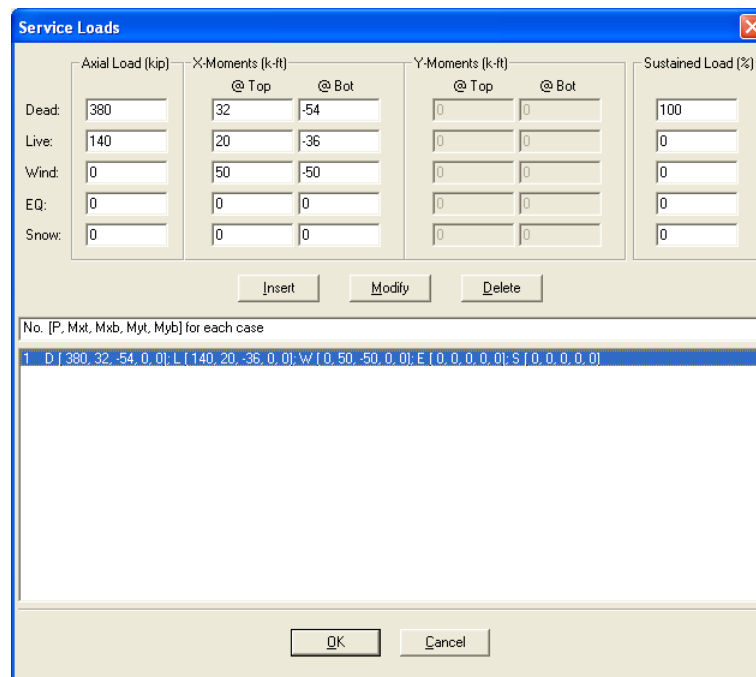 Service Loads
Axial Load (kip) X-Moments (k-ft) Y-Moments (k-ft) Sustained Load (%)
@ Top @ Bot @ Top @ Bot
Dead: 380 32 -54 0 0 100
Live: 140 20 -36 0 0 0
Wind: 0 50 -50 0 0 0
EQ: 0 0 0 0 0 0
Snow: 0 0 0 0 0 0
Insert Modify Delete
No. [P, Mxt, Mxb, Myt, Myb] for each case
1 D [ 380, 32, -54, 0, 0]; L [ 140, 20, -36, 0, 0]; W [ 0, 50, -50, 0, 0]; E [ 0, 0, 0, 0, 0]; S [ 0, 0, 0, 0, 0]
OK Cancel